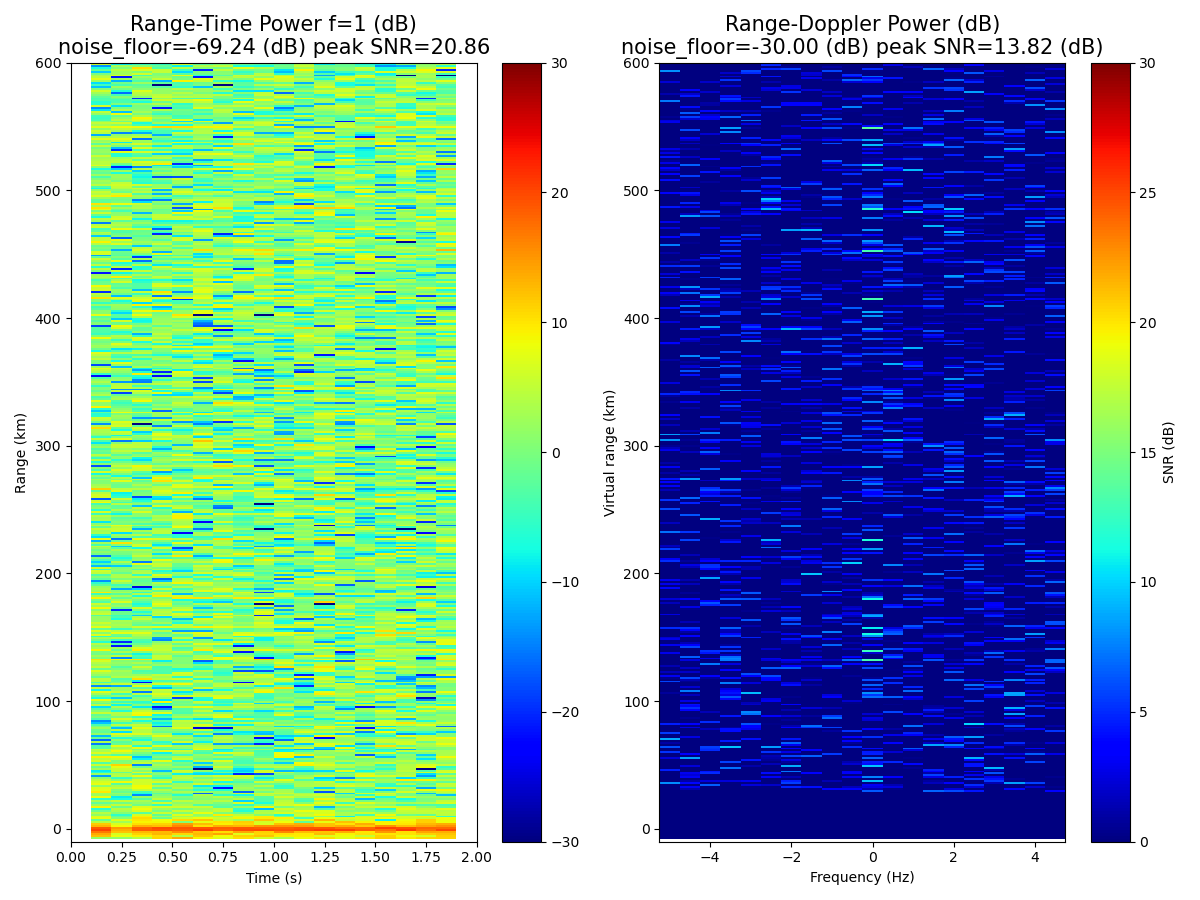 Range-Time Power f=1 (dB)
noise_floor=-69.24 (dB) peak SNR=20.86
Range (km)
600
500
400
300
200
100
0
0.00 0.25 0.50 0.75 1.00 1.25 1.50 1.75 2.00
Time (s)
30
20
10
0
−10
−20
−30
Range-Doppler Power (dB)
noise_floor=-30.00 (dB) peak SNR=13.82 (dB)
Virtual range (km)
600
500
400
300
200
100
0
−4 −2 0 2 4
Frequency (Hz)
30
25
20
15
10
5
0
SNR (dB)